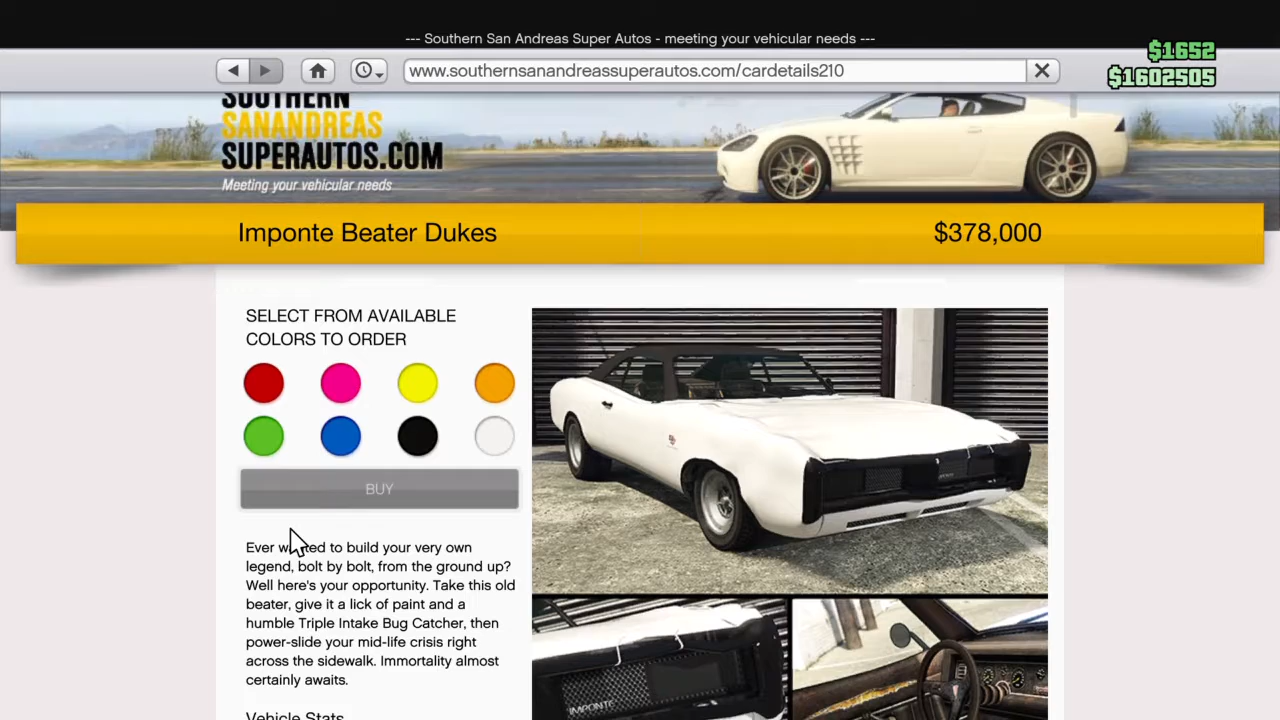 --- Southern San Andreas Super Autos - meeting your vehicular needs ---
$1652
www.southernsanandreassuperautos.com/cardetails210
$1602505
SOUTHERN
SANANDREAS
SUPERAUTOS.COM
Meeting your vehicular needs
Imponte Beater Dukes
$378,000
SELECT FROM AVAILABLE
COLORS TO ORDER
BUY
Ever wanted to build your very own
legend, bolt by bolt, from the ground up?
Well here's your opportunity. Take this old
beater, give it a lick of paint and a
humble Triple Intake Bug Catcher, then
power-slide your mid-life crisis right
across the sidewalk. Immortality almost
certainly awaits.
Vehicle Stats
IMPONTE